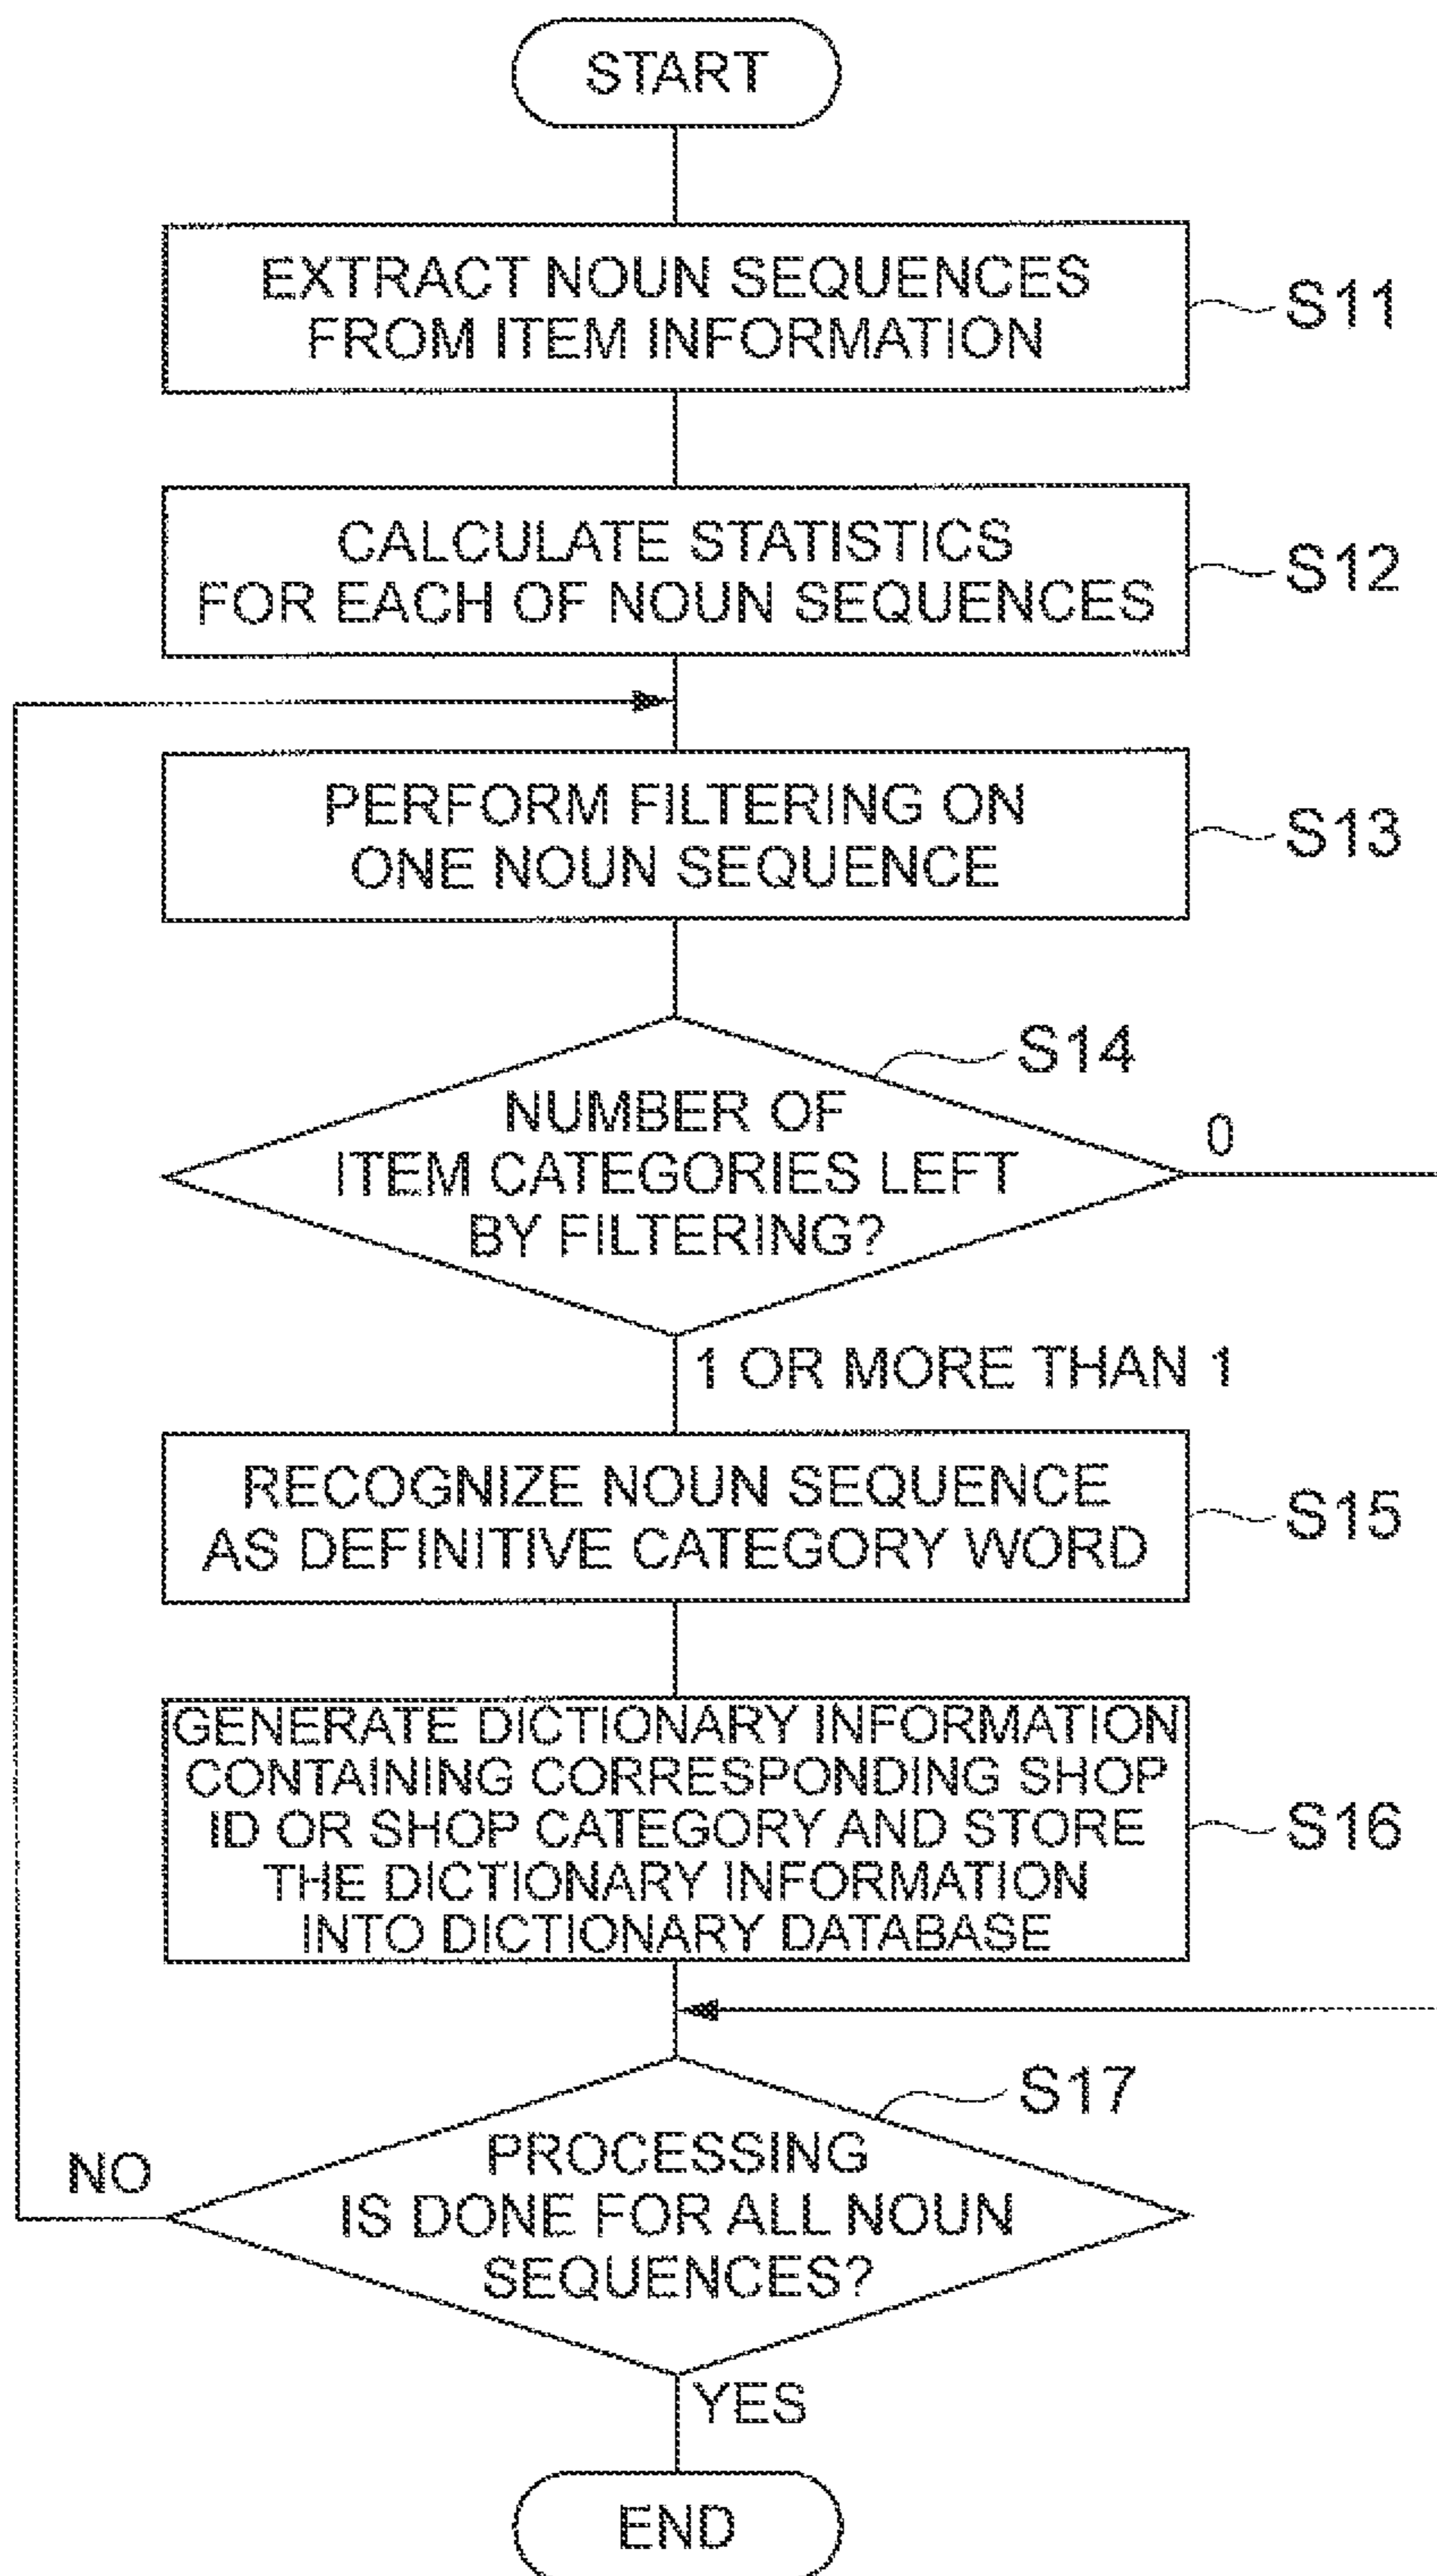 START
EXTRACT NOUN SEQUENCES
FROM ITEM INFORMATION
S11
CALCULATE STATISTICS
FOR EACH OF NOUN SEQUENCES
S12
PERFORM FILTERING ON
ONE NOUN SEQUENCE
S13
S14
NUMBER OF
ITEM CATEGORIES LEFT
BY FILTERING?
0
1 OR MORE THAN 1
RECOGNIZE NOUN SEQUENCE
AS DEFINITIVE CATEGORY WORD
S15
GENERATE DICTIONARY INFORMATION
CONTAINING CORRESPONDING SHOP
ID OR SHOP CATEGORY AND STORE
THE DICTIONARY INFORMATION
INTO DICTIONARY DATABASE
S16
S17
PROCESSING
IS DONE FOR ALL NOUN
SEQUENCES?
NO
YES
END